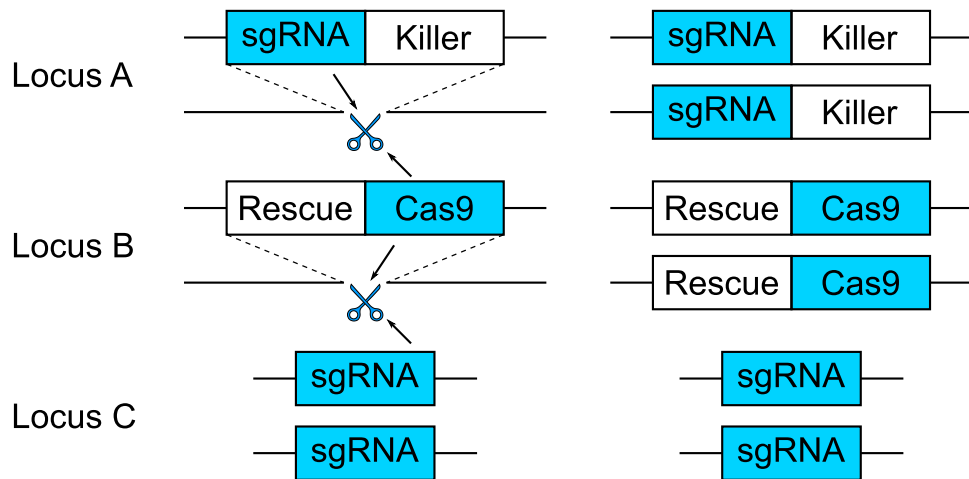 sgRNA Killer sgRNA Killer
Locus A
sgRNA Killer
Rescue Cas9 Rescue Cas9
Locus B
Rescue Cas9
sgRNA sgRNA
Locus C
sgRNA sgRNA